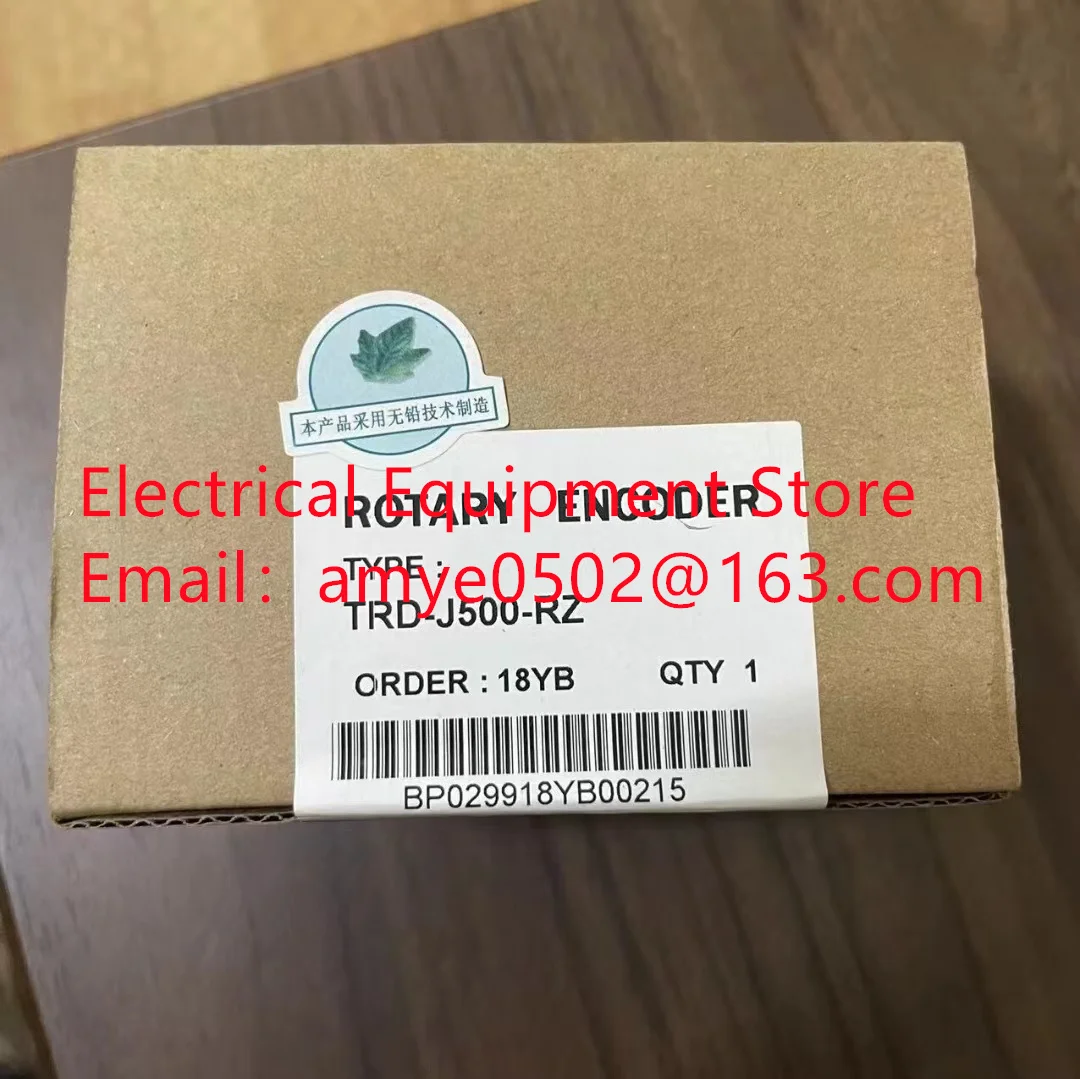 本产品采用无铅技术制造
Electrical Equipment Store
ROTARY ENCODER
Email：amye0502@163.com
TYPE :
TRD-J500-RZ
ORDER : 18YB QTY 1
BP029918YB00215